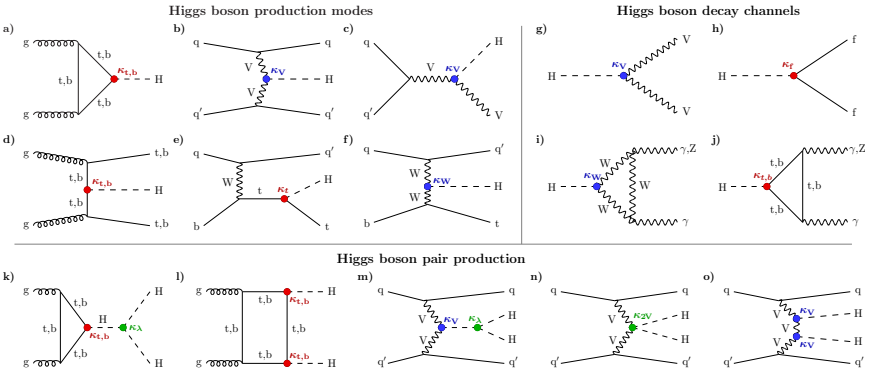 Higgs boson production modes
Higgs boson decay channels
a)
g
g
t,b
t,b
t,b
κt,b
H
b)
q
q
V
κV
H
V
q′
q′
c)
q
V
κV
H
q′
V
g)
H
κV
V
V
h)
H
κf
f
f
d)
g
t,b
t,b
κt,b
H
t,b
g
t,b
e)
q
q′
W
t
κt
H
b
t
f)
q
q′
W
κW
H
W
b
t
i)
H
κW
W
W
W
γ,Z
γ
j)
H
κt,b
t,b
t,b
t,b
γ,Z
γ
Higgs boson pair production
k)
g
t,b
t,b
t,b
H
κt,b
κλ
H
g
H
l)
g
t,b
κt,b
H
t,b
t,b
g
t,b
κt,b
H
m)
q
q
V
κV
κλ
H
V
H
q′
q′
n)
q
q
V
κ2V
H
V
H
q′
q′
o)
q
q
V
κV
H
V
κV
H
V
q′
q′